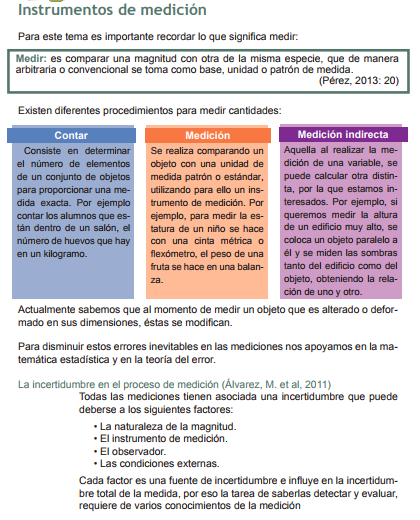 Instrumentos de medición
Para este tema es importante recordar lo que significa medir:
Medir: es comparar una magnitud con otra de la misma especie, que de manera
arbitraria o convencional se toma como base, unidad o patrón de medida.
(Pérez, 2013: 20)
Existen diferentes procedimientos para medir cantidades:
Contar
Consiste en determinar
el número de elementos
de un conjunto de objetos
para proporcionar una me-
dida exacta. Por ejemplo
contar los alumnos que es-
tán dentro de un salón, el
número de huevos que hay
en un kilogramo.
Medición
Se realiza comparando un
objeto con una unidad de
medida patrón o estándar,
utilizando para ello un ins-
trumento de medición. Por
ejemplo, para medir la es-
tatura de un niño se hace
con una cinta métrica o
flexómetro, el peso de una
fruta se hace en una balan-
za.
Medición indirecta
Aquella al realizar la me-
dición de una variable, se
puede calcular otra distin-
ta, por la que estamos in-
teresados. Por ejemplo, si
queremos medir la altura
de un edificio muy alto, se
coloca un objeto paralelo a
él y se miden las sombras
tanto del edificio como del
objeto, obteniendo la rela-
ción de uno y otro.
Actualmente sabemos que al momento de medir un objeto que es alterado o defor-
mado en sus dimensiones, éstas se modifican.
Para disminuir estos errores inevitables en las mediciones nos apoyamos en la ma-
temática estadística y en la teoría del error.
La incertidumbre en el proceso de medición (Álvarez, M. et al, 2011)
Todas las mediciones tienen asociada una incertidumbre que puede
deberse a los siguientes factores:
• La naturaleza de la magnitud.
• El instrumento de medición.
• El observador.
• Las condiciones externas.
Cada factor es una fuente de incertidumbre e influye en la incertidum-
bre total de la medida, por eso la tarea de saberlas detectar y evaluar,
requiere de varios conocimientos de la medición